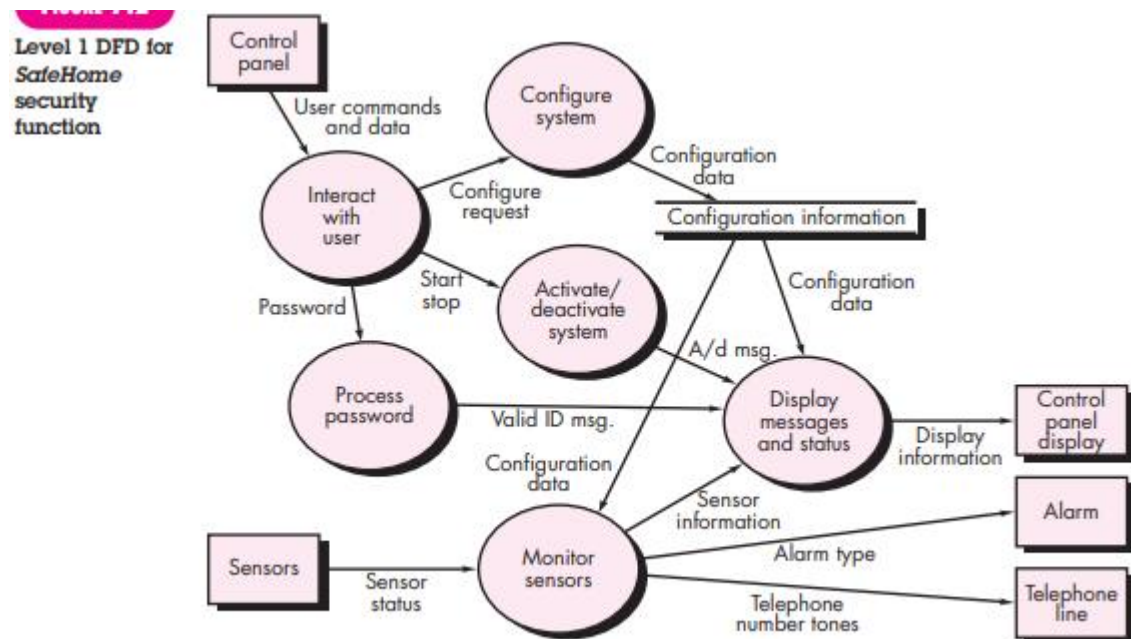 Level 1 DFD for
SafeHome
security
function
Control
panel
User commands
and data
Configure
system
Interact
with
user
Configure
request
Configuration
data
Configuration information
Start
stop
Activate/
deactivate
system
Configuration
data
Password
A/d msg.
Process
password
Valid ID msg.
Display
messages
and status
Display
information
Control
panel
display
Configuration
data
Sensor
information
Alarm
Alarm type
Sensors
Sensor
status
Monitor
sensors
Telephone
number tones
Telephone
line